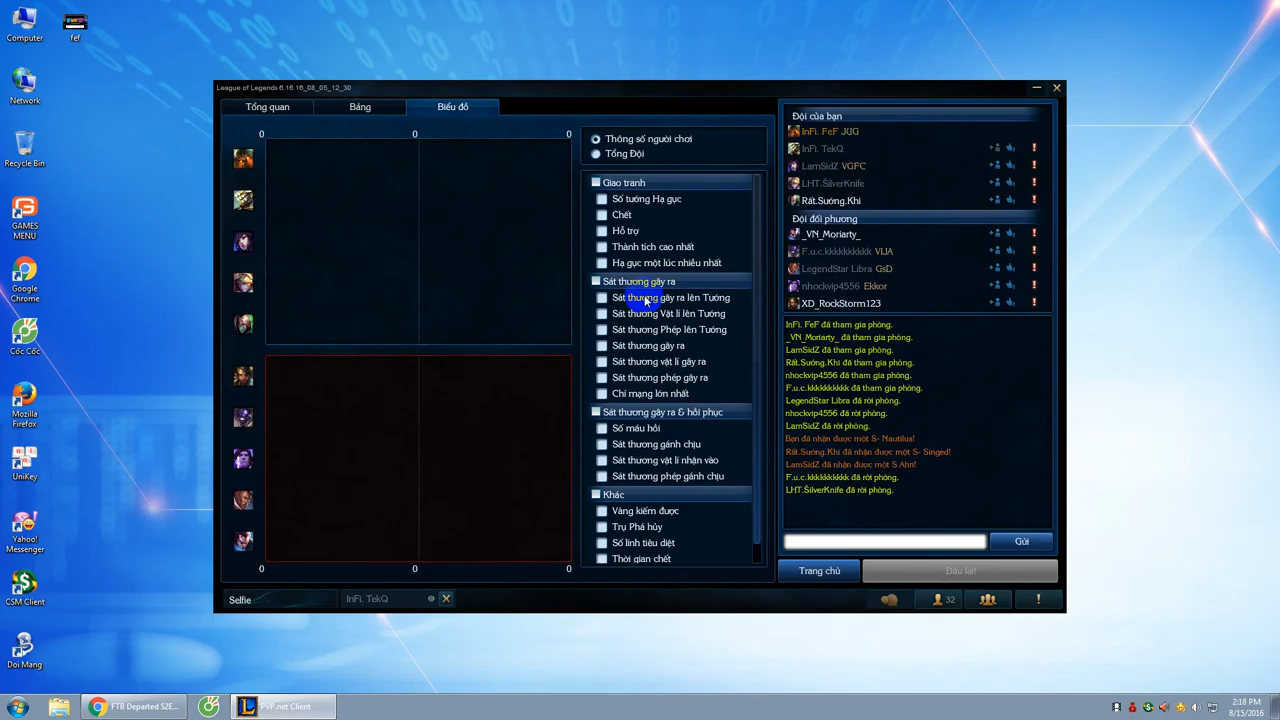 Computer
fef
Network
Recycle Bin
GAMES
MENU
Google
Chrome
Cốc Cốc
Mozilla
Firefox
UniKey
Yahoo!
Messenger
CSM Client
Doi Mang
League of Legends 6.16.16_08_05_12_30
Tổng quan
Bảng
Biểu đồ
0 0 0
0 0 0
Thông số người chơi
Tổng Đội
Giao tranh
Số tướng Hạ gục
Chết
Hỗ trợ
Thành tích cao nhất
Hạ gục một lúc nhiều nhất
Sát thương gây ra
Sát thương gây ra lên Tướng
Sát thương Vật lí lên Tướng
Sát thương Phép lên Tướng
Sát thương gây ra
Sát thương vật lí gây ra
Sát thương phép gây ra
Chí mạng lớn nhất
Sát thương gây ra & hồi phục
Số máu hồi
Sát thương gánh chịu
Sát thương vật lí nhận vào
Sát thương phép gánh chịu
Khác
Vàng kiếm được
Trụ Phá hủy
Số lính tiêu diệt
Thời gian chết
Đội của bạn
InFi. FeF JUG
InFi. TekQ
LamSidZ VGFC
LHT.ŠilverKnife
Rất.Sướng.Khi
Đội đối phương
_VN_Moriarty_
F.u.c.kkkkkkkkkk VIJA
LegendStar Libra GsD
nhockvip4556 Ekkor
XD_RockStorm123
InFi. FeF đã tham gia phòng.
_VN_Moriarty_ đã tham gia phòng.
LamSidZ đã tham gia phòng.
Rất.Sướng.Khi đã tham gia phòng.
nhockvip4556 đã tham gia phòng.
F.u.c.kkkkkkkkkk đã tham gia phòng.
LegendStar Libra đã rời phòng.
nhockvip4556 đã rời phòng.
LamSidZ đã rời phòng.
Bạn đã nhận được một S- Nautilus!
Rất.Sướng.Khi đã nhận được một S- Singed!
LamSidZ đã nhận được một S Ahri!
F.u.c.kkkkkkkkkk đã rời phòng.
LHT.ŠilverKnife đã rời phòng.
Gửi
Trang chủ
Đấu lại!
Selfie
InFi. TekQ
32
FTB Departed S2E...
PVP.net Client
2:18 PM
8/15/2016